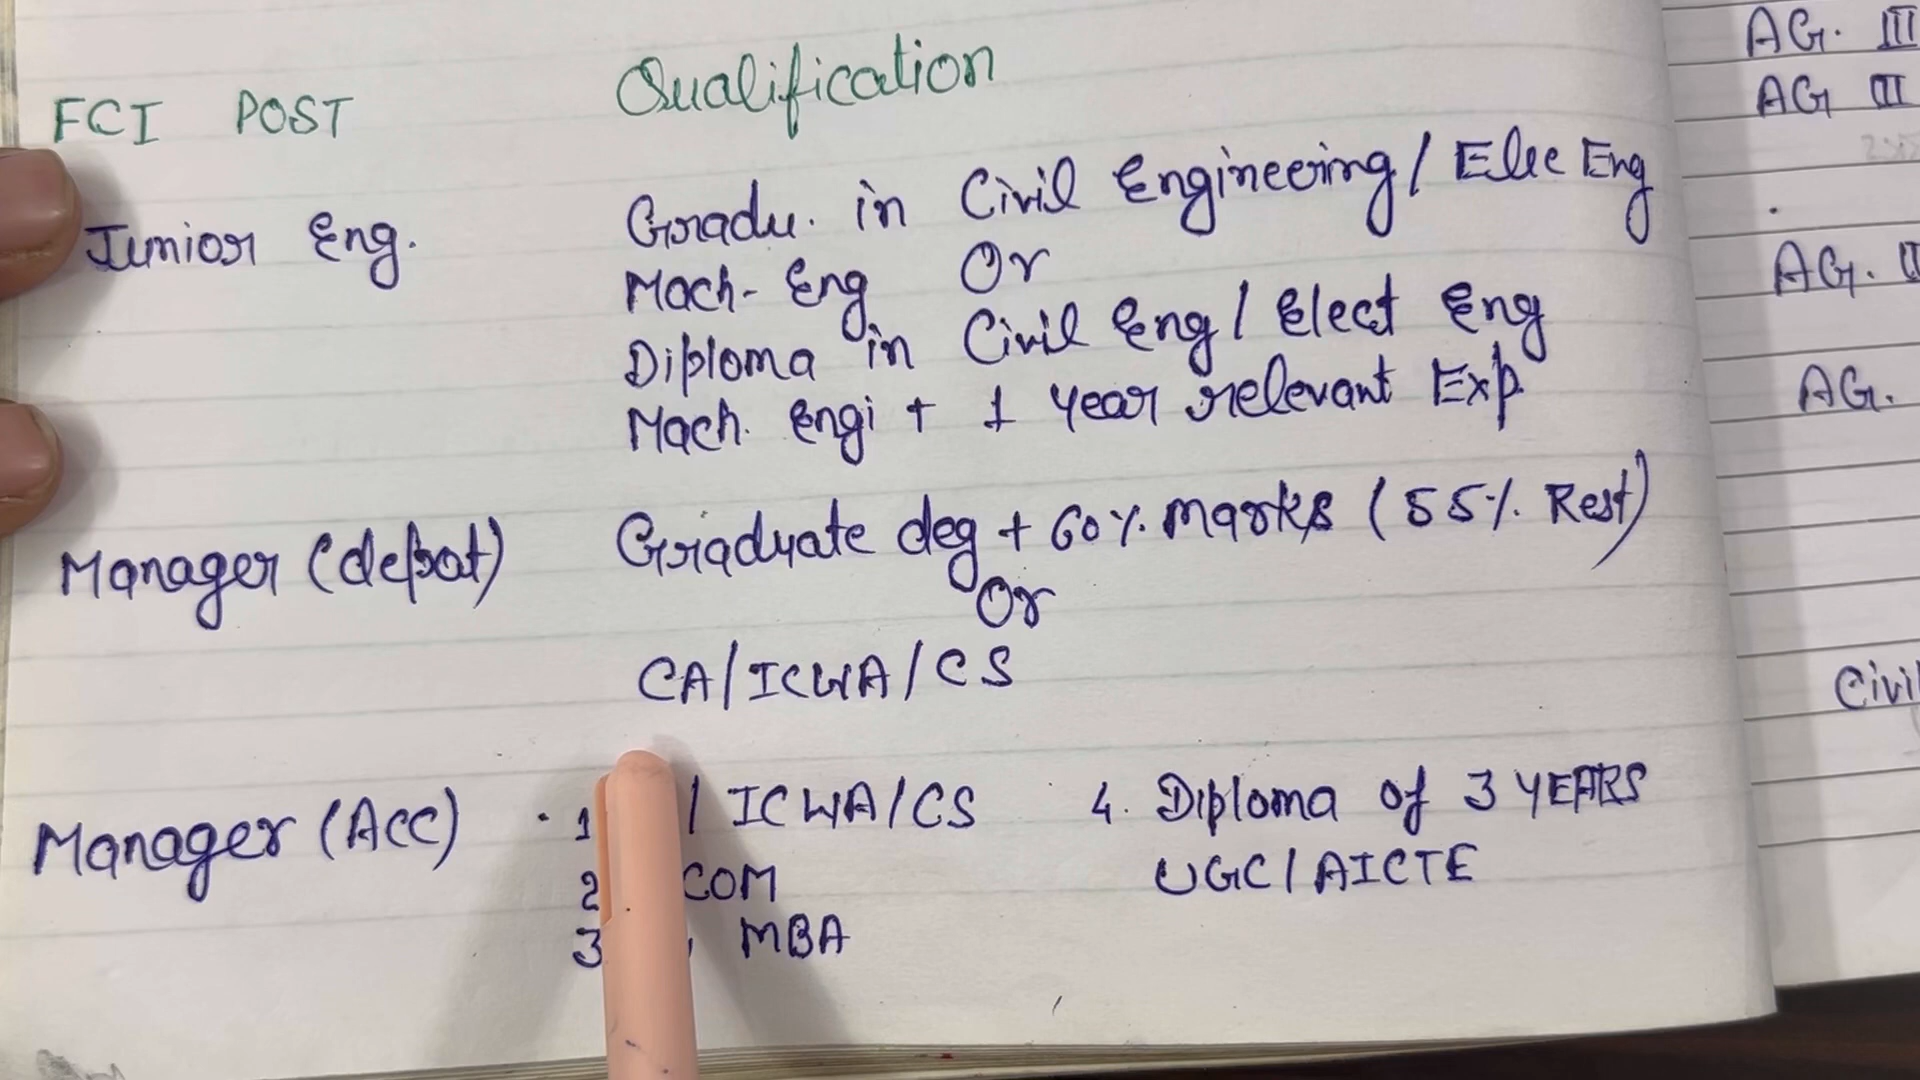 FCI POST Qualification
Junior Eng. Gradu. in Civil Engineering / Elec Eng
Mach- Eng Or
Diploma in Civil Eng / Elect Eng
Mach. Engi + 1 Year relevant Exp.
Manager (depot) Graduate deg + 60%. Marks (55%. Rest)
Or
CA/ICWA/CS
Manager (Acc) 1 / ICWA/CS 4. Diploma of 3 YEARS
2 COM UGC/AICTE
3 MBA
AG. III
AG III
AG.
AG.
Civil